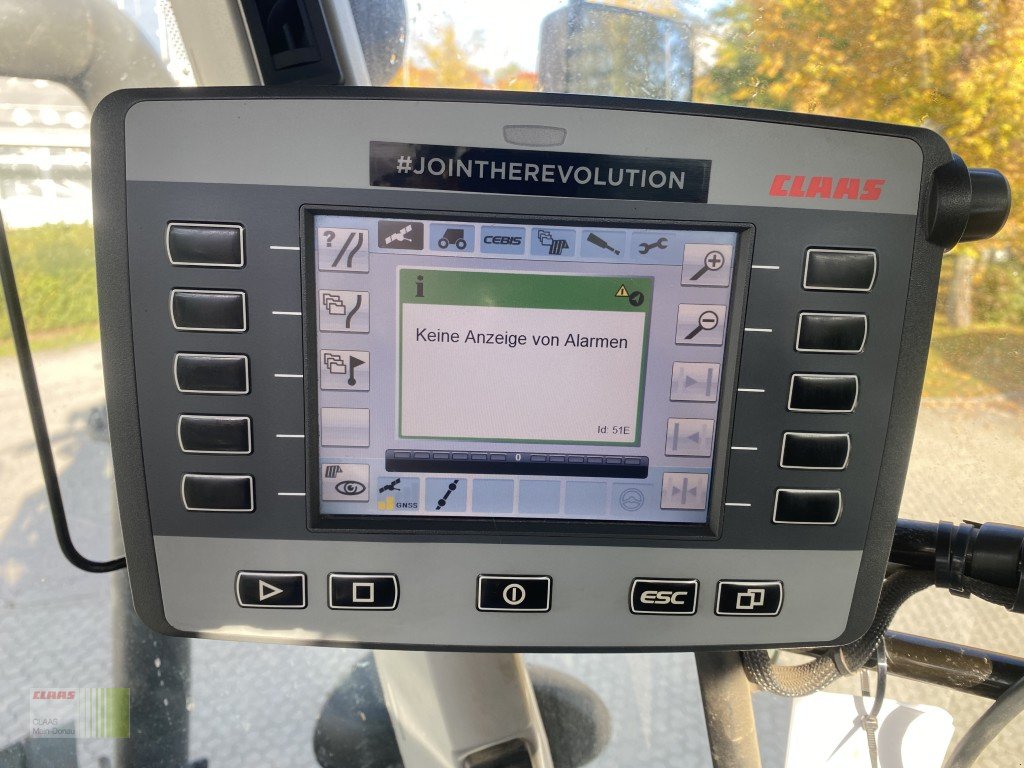 #JOINTHEREVOLUTION
CLAAS
?
CEBIS
i
Keine Anzeige von Alarmen
Id: 51E
0
GNSS
ESC
CLAAS
CLAAS
Main-Donau